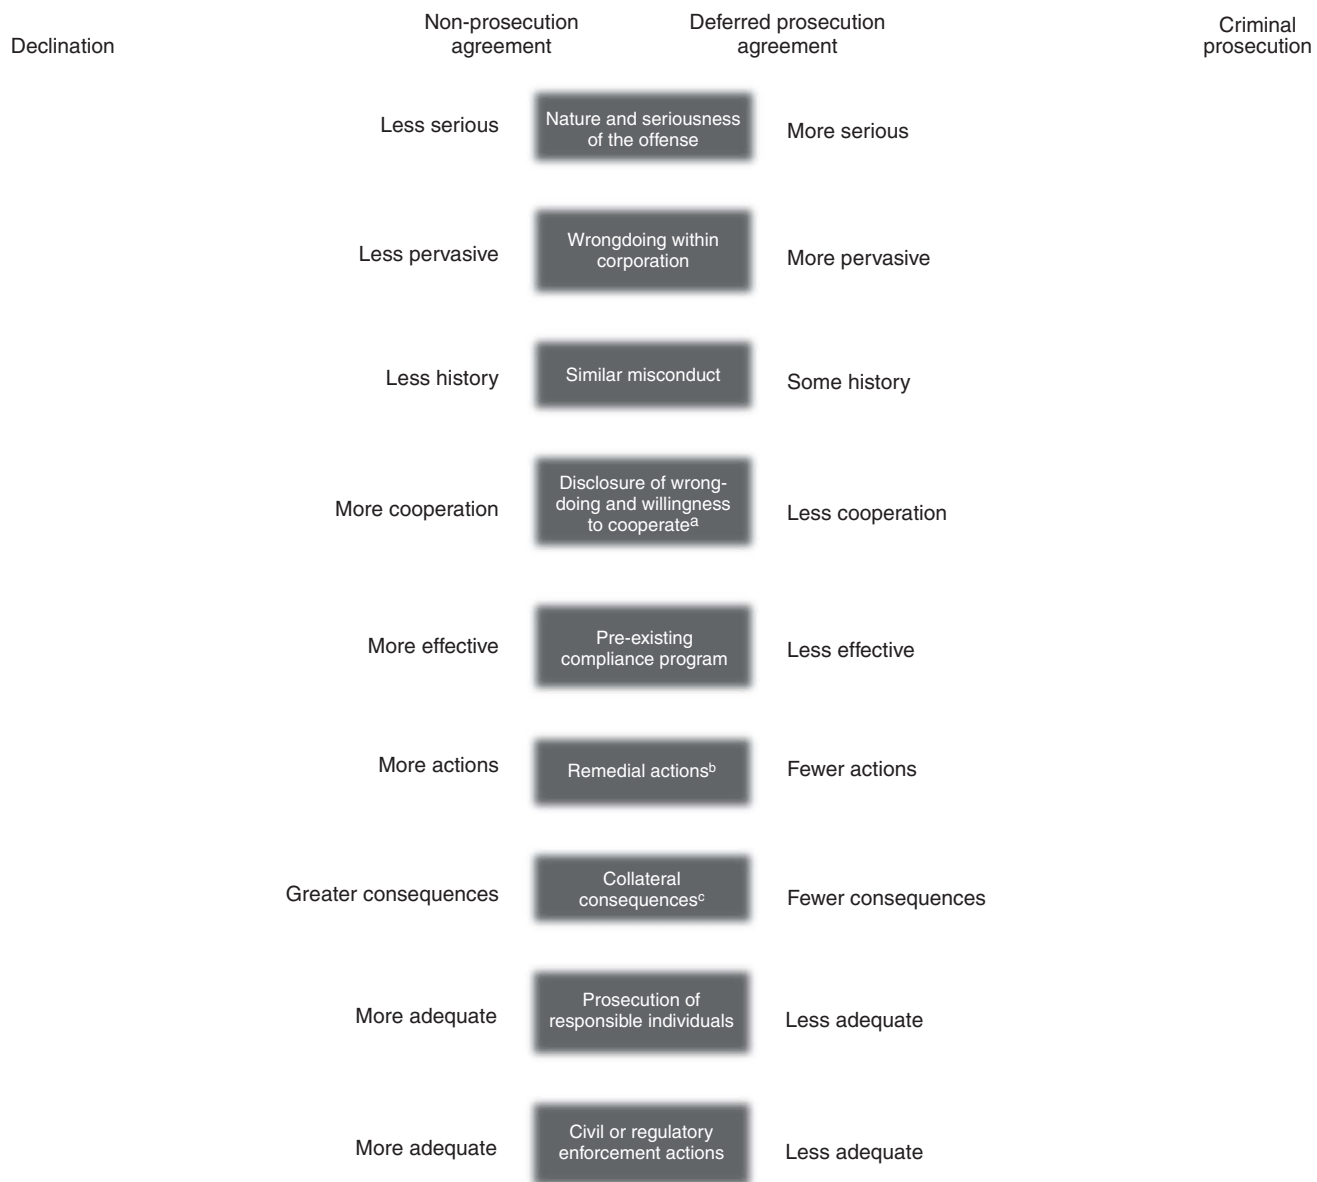 Declination
Non-prosecution
agreement
Deferred prosecution
agreement
Criminal
prosecution
Less serious
Nature and seriousness
of the offense
More serious
Less pervasive
Wrongdoing within
corporation
More pervasive
Less history
Similar misconduct
Some history
More cooperation
Disclosure of wrong-
doing and willingness
to cooperateᵃ
Less cooperation
More effective
Pre-existing
compliance program
Less effective
More actions
Remedial actionsᵇ
Fewer actions
Greater consequences
Collateral
consequencesᶜ
Fewer consequences
More adequate
Prosecution of
responsible individuals
Less adequate
More adequate
Civil or regulatory
enforcement actions
Less adequate